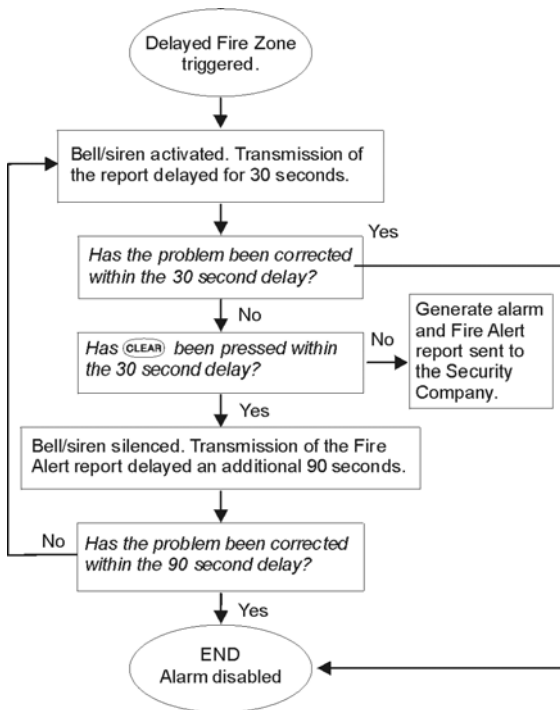 Delayed Fire Zone
triggered.
Bell/siren activated. Transmission of
the report delayed for 30 seconds.
Yes
Has the problem been corrected
within the 30 second delay?
No
Has CLEAR been pressed within
the 30 second delay?
No
Generate alarm
and Fire Alert
report sent to
the Security
Company.
Yes
Bell/siren silenced. Transmission of the Fire
Alert report delayed an additional 90 seconds.
No
Has the problem been corrected
within the 90 second delay?
Yes
END
Alarm disabled